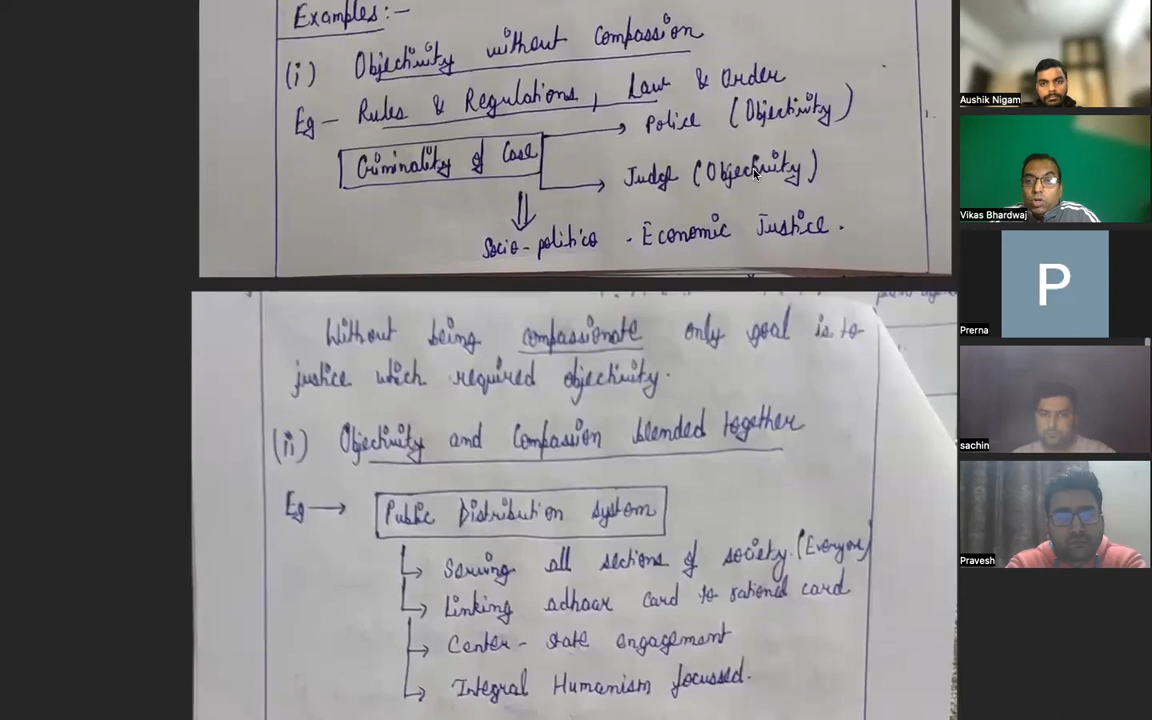 Examples:-
(i) Objectivity without compassion
Eg - Rules & Regulations, Law & Order
Criminality of Case
Police (Objectivity)
Judge (Objectivity)
Socio-politico - Economic Justice.
Without being compassionate only goal is to
justice which required objectivity.
(ii) Objectivity and Compassion blended together
Eg → Public Distribution System
Serving all sections of society. (Everyone)
Linking adhaar card to rational card
Center - state engagement
Integral Humanism focussed.
Aushik Nigam
Vikas Bhardwaj
P
Prerna
sachin
Pravesh